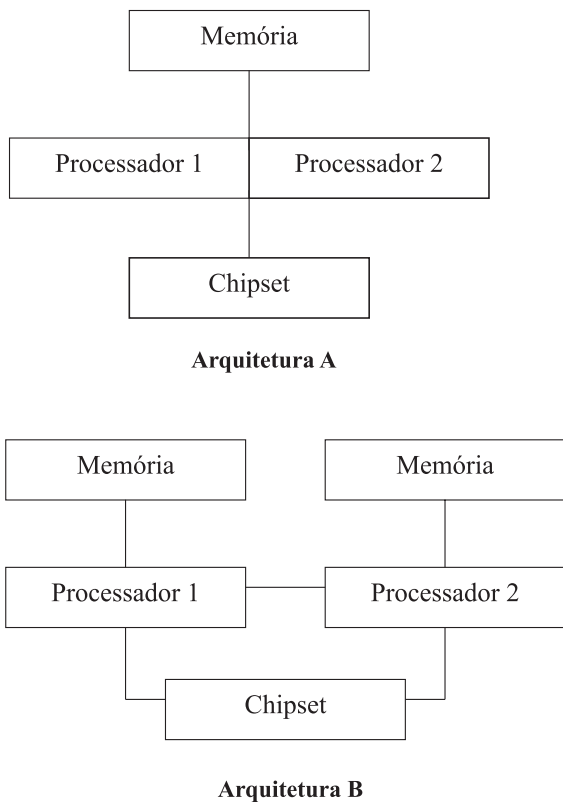 Memória
Processador 1 Processador 2
Chipset
Arquitetura A
Memória Memória
Processador 1 Processador 2
Chipset
Arquitetura B